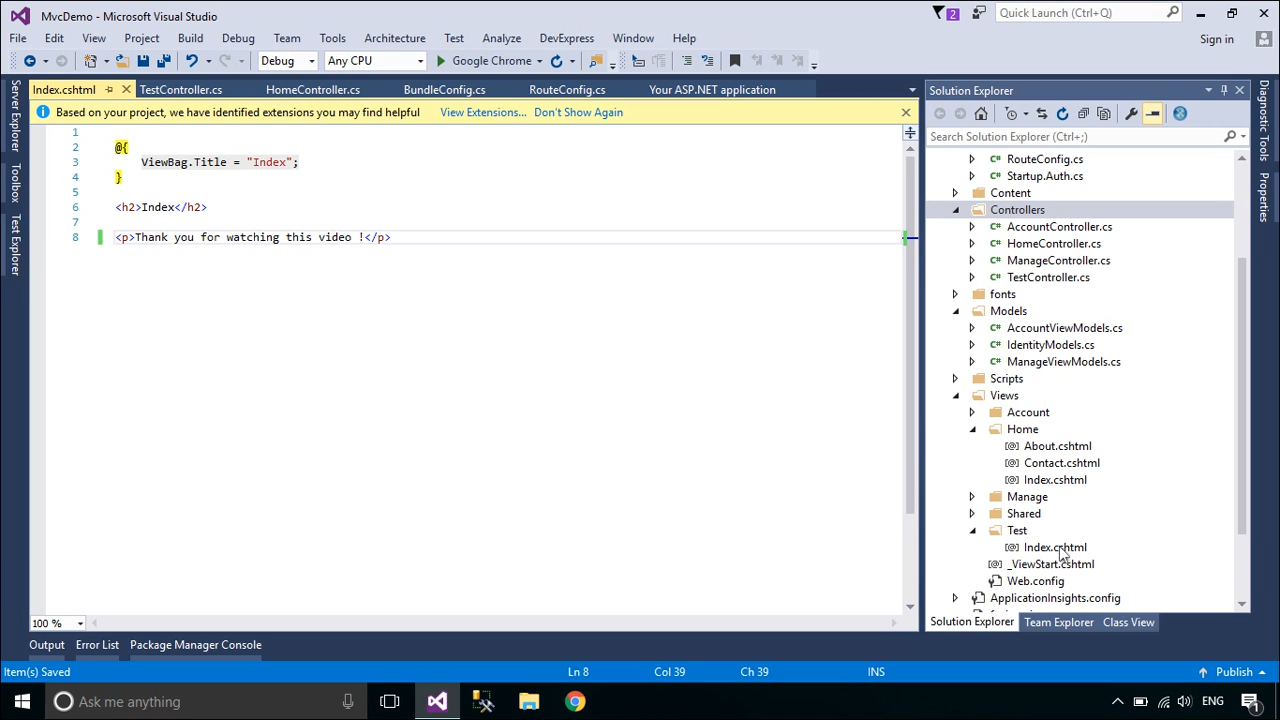 MvcDemo - Microsoft Visual Studio
2
Quick Launch (Ctrl+Q)
File Edit View Project Build Debug Team Tools Architecture Test Analyze DevExpress Window Help
Sign in
Debug Any CPU Google Chrome
Index.cshtml TestController.cs HomeController.cs BundleConfig.cs RouteConfig.cs Your ASP.NET application
Based on your project, we have identified extensions you may find helpful View Extensions... Don't Show Again
1
2 @{
3 ViewBag.Title = "Index";
4 }
5
6 <h2>Index</h2>
7
8 <p>Thank you for watching this video !</p>
100 %
Server Explorer
Toolbox
Test Explorer
Solution Explorer
Search Solution Explorer (Ctrl+;)
C# RouteConfig.cs
C# Startup.Auth.cs
Content
Controllers
C# AccountController.cs
C# HomeController.cs
C# ManageController.cs
C# TestController.cs
fonts
Models
C# AccountViewModels.cs
C# IdentityModels.cs
C# ManageViewModels.cs
Scripts
Views
Account
Home
[@] About.cshtml
[@] Contact.cshtml
[@] Index.cshtml
Manage
Shared
Test
[@] Index.cshtml
[@] _ViewStart.cshtml
Web.config
ApplicationInsights.config
Solution Explorer Team Explorer Class View
Diagnostic Tools
Properties
Output Error List Package Manager Console
Item(s) Saved Ln 8 Col 39 Ch 39 INS Publish
Ask me anything
ENG
1